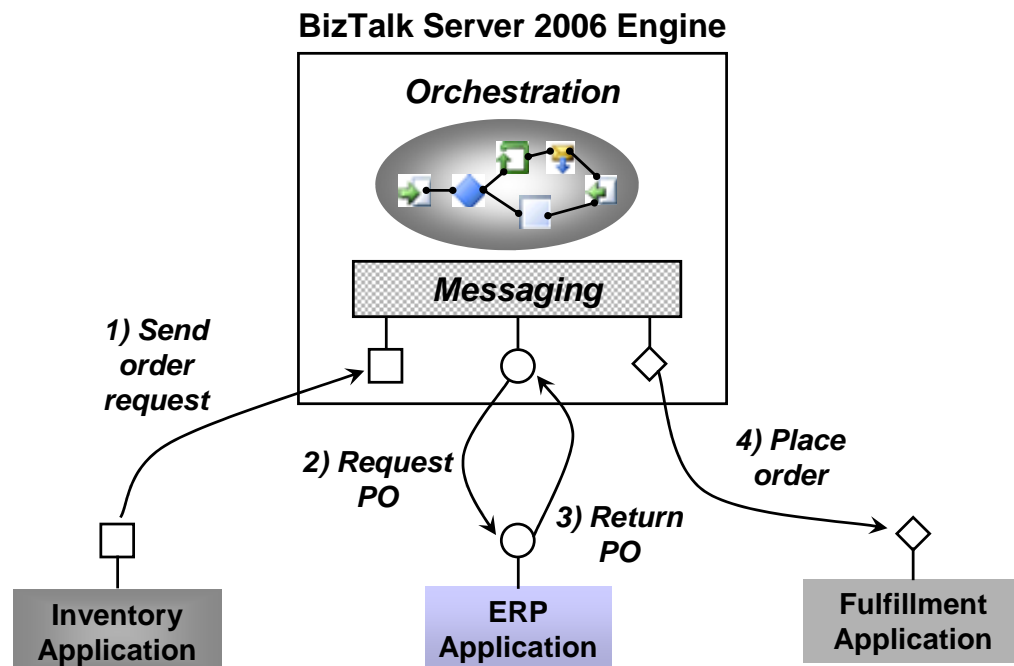 BizTalk Server 2006 Engine
Orchestration
Messaging
1) Send
order
request
2) Request
PO
3) Return
PO
4) Place
order
Inventory
Application
ERP
Application
Fulfillment
Application